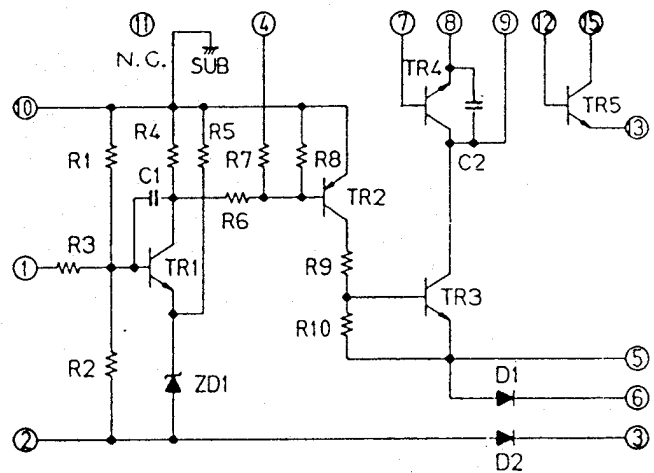 11 4 7 8 9 12 15
N.C. SUB
TR4
10 TR5 13
R4 R5 C2
R1 R7 R8
C1
R6 TR2
R3
1 TR1 R9 TR3
R10
R2 5
ZD1 D1
6
2 3
D2